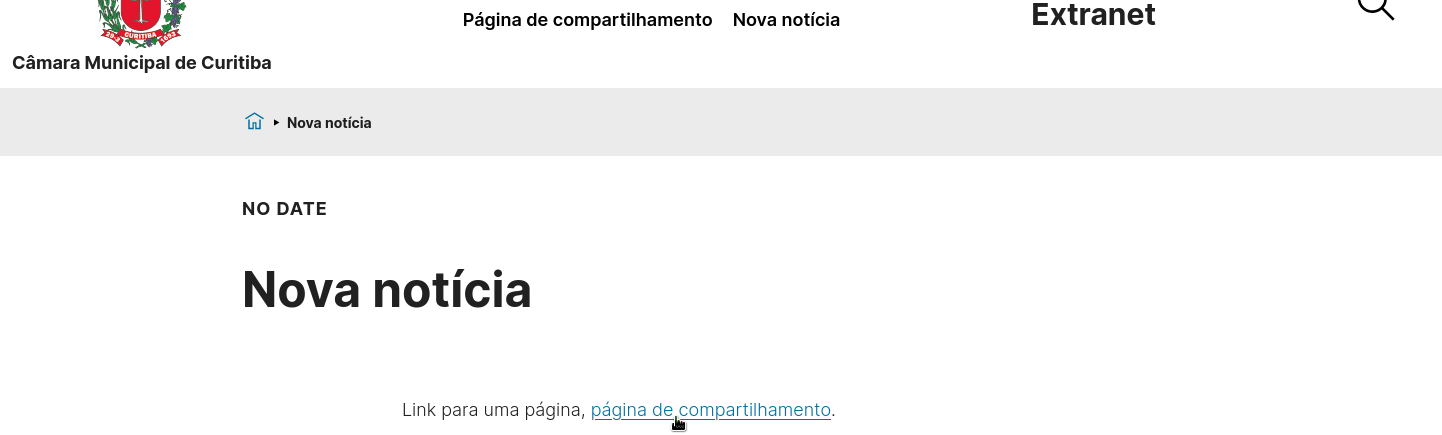 Página de compartilhamento Nova notícia
Extranet
CURITIBA
Câmara Municipal de Curitiba
Nova notícia
NO DATE
Nova notícia
Link para uma página, página de compartilhamento.